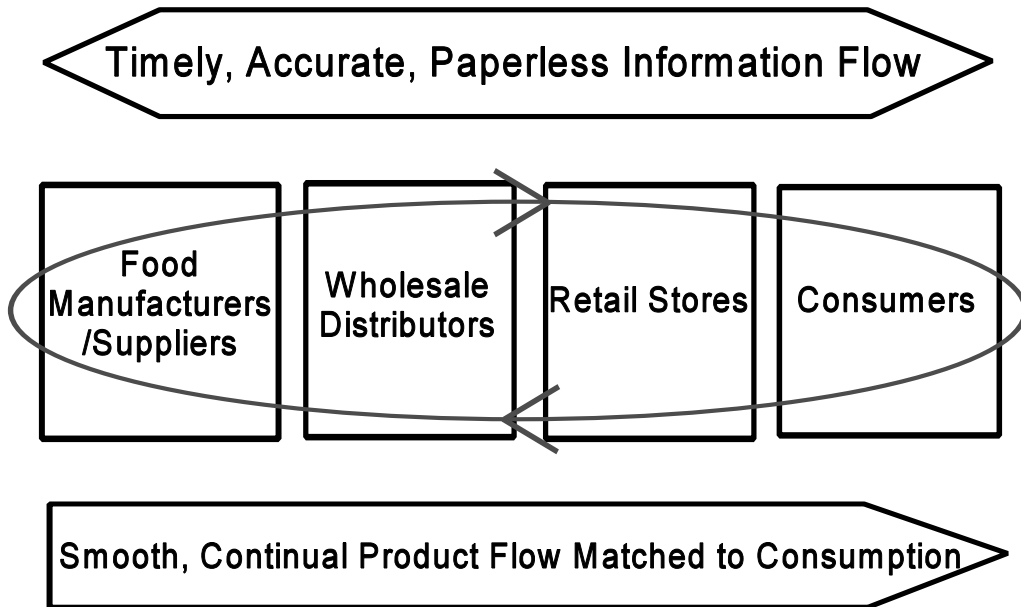 Timely, Accurate, Paperless Information Flow
Food
Manufacturers
/Suppliers
Wholesale
Distributors
Retail Stores
Consumers
Smooth, Continual Product Flow Matched to Consumption